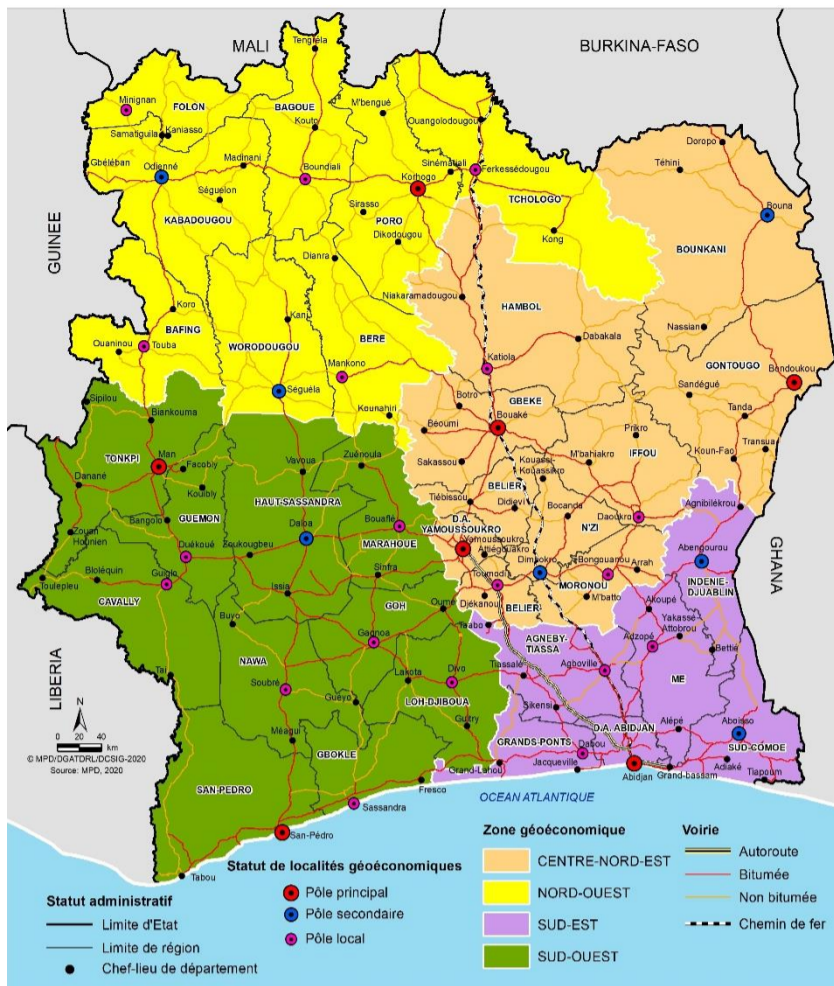 MALI
BURKINA-FASO
Tengréla
Minignan
FOLON
BAGOUE
M'bengué
Ouangolodougou
Samatiguila
Kaniasso
Kouto
Doropo
Gbéléban
Odienné
Madinani
Boundiali
Sinématiali
Ferkessédougou
Korhogo
Téhini
Séguélon
KABADOUGOU
Sirasso
PORO
TCHOLOGO
Bouna
Dikodougou
Kong
BOUNKANI
GUINEE
Dianra
Niakaramadougou
HAMBOL
Koro
Kani
BAFING
Nassian
Ouaninou
Touba
WORODOUGOU
BERE
Dabakala
Mankono
Katiola
GONTOUGO
Séguéla
Bondoukou
Sipilou
Kounahiri
Botro
GBEKE
Sandégué
Biankouma
Béoumi
Bouaké
Tanda
TONKPI
Prikro
Transua
Man
Facobly
Vavoua
Zuénoula
Sakassou
Kouassi-
Kouassikro
M'bahiakro
IFFOU
Koun-Fao
Danané
Kouibly
HAUT-SASSANDRA
BELIER
Tiébissou
Didievi
Bocanda
Daoukro
Agnibilékrou
Bangolo
GUEMON
Daloa
Bouaflé
D.A.
YAMOUSSOUKRO
N'ZI
Zouan
Hounien
Duékoué
Zoukougbeu
MARAHOUE
Yamoussoukro
Attiégouakro
Dimbokro
Bongouanou
Arrah
Abengourou
GHANA
Toulepleu
Bloléquin
Guiglo
Sinfra
Toumodi
MORONOU
INDENIE-
DJUABLIN
CAVALLY
Issia
GOH
Oumé
Djékanou
BELIER
M'batto
Akoupé
Buyo
Taabo
AGNEBY-
TIASSA
Yakassé-
Attobrou
Gagnoa
Adzopé
Bettié
LIBERIA
Taï
NAWA
Lakota
Divo
Tiassalé
Agboville
ME
Soubré
Guéyo
LOH-DJIBOUA
Sikensi
N
Méagui
Guitry
D.A. ABIDJAN
Alépé
Aboisso
0 20 40
km
GBOKLE
GRANDS-PONTS
Dabou
SUD-COMOE
© MPD/DGATDRL/DCSIG-2020
Source: MPD, 2020
SAN-PEDRO
Fresco
Grand-Lahou
Jacqueville
Abidjan
Grand-bassam
Adiaké
Tiapoum
Sassandra
OCEAN ATLANTIQUE
San-Pédro
Tabou
Statut administratif
Limite d'Etat
Limite de région
Chef-lieu de département
Statut de localités géoéconomiques
Pôle principal
Pôle secondaire
Pôle local
Zone géoéconomique
CENTRE-NORD-EST
NORD-OUEST
SUD-EST
SUD-OUEST
Voirie
Autoroute
Bitumée
Non bitumée
Chemin de fer